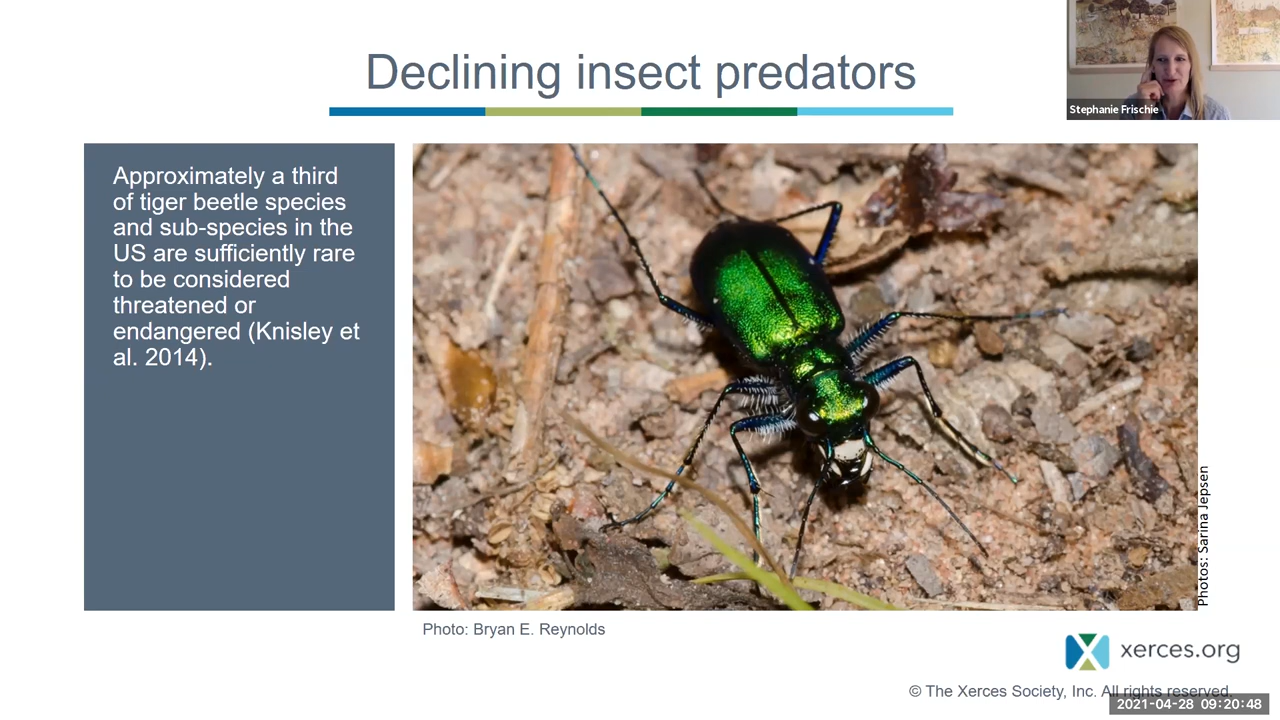 Declining insect predators
Stephanie Frischie
Approximately a third
of tiger beetle species
and sub-species in the
US are sufficiently rare
to be considered
threatened or
endangered (Knisley et
al. 2014).
Photos: Sarina Jepsen
Photo: Bryan E. Reynolds
xerces.org
© The Xerces Society, Inc. All rights reserved.
2021-04-28 09:20:48